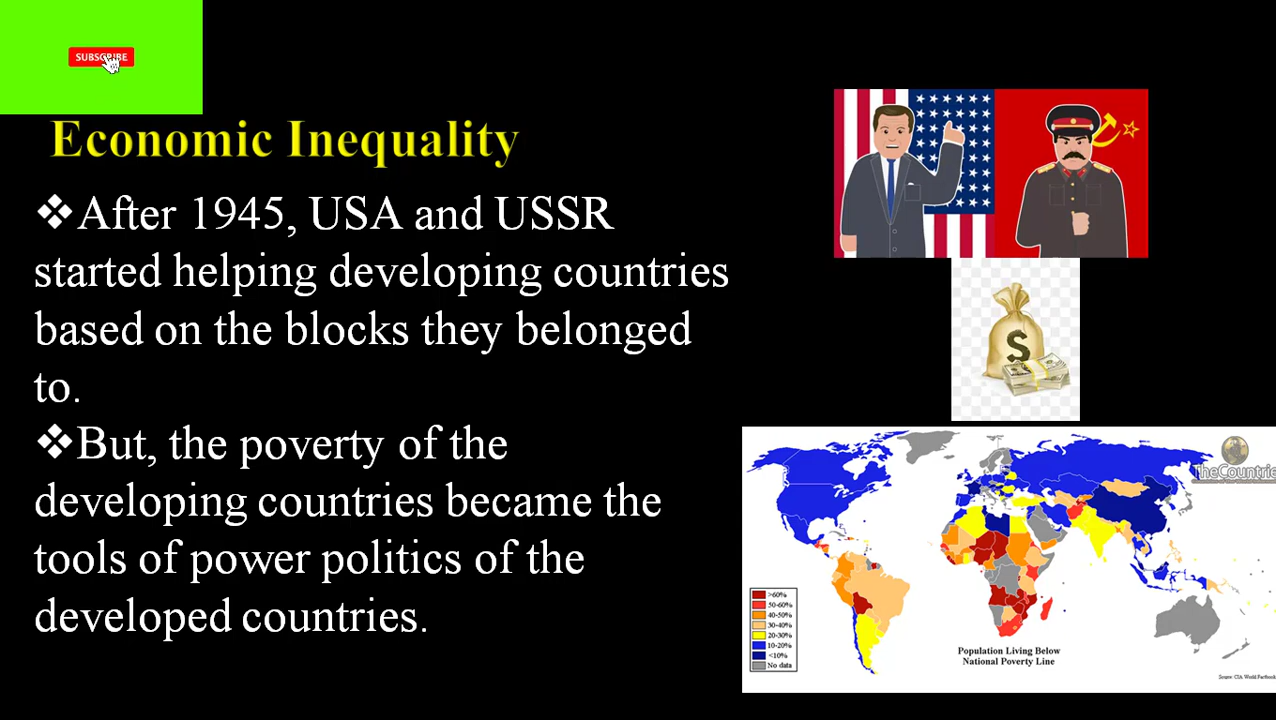 SUBSCRIBE
Economic Inequality
❖After 1945, USA and USSR
started helping developing countries
based on the blocks they belonged
to.
❖But, the poverty of the
developing countries became the
tools of power politics of the
developed countries.
$
TheCountrie
>60%
50-60%
40-50%
30-40%
20-30%
10-20%
<10%
No data
Population Living Below
National Poverty Line
Source: CIA World Factbook